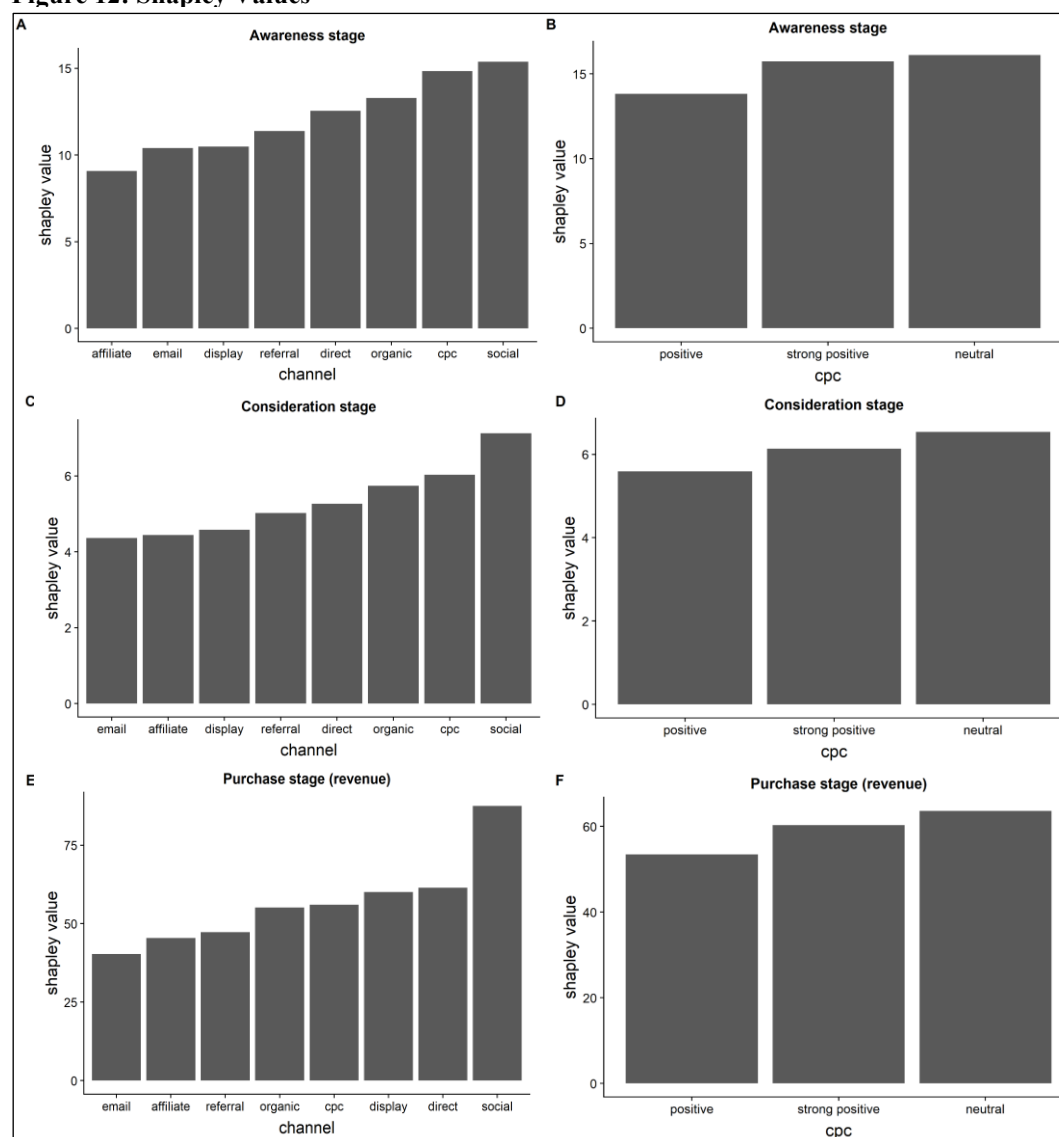 Figure 12: Shapley Values
A
Awareness stage
shapley value
15
10
5
0
affiliate email display referral direct organic cpc social
channel
B
Awareness stage
shapley value
15
10
5
0
positive strong positive neutral
cpc
C
Consideration stage
shapley value
6
4
2
0
email affiliate display referral direct organic cpc social
channel
D
Consideration stage
shapley value
6
4
2
0
positive strong positive neutral
cpc
E
Purchase stage (revenue)
shapley value
75
50
25
0
email affiliate referral organic cpc display direct social
channel
F
Purchase stage (revenue)
shapley value
60
40
20
0
positive strong positive neutral
cpc